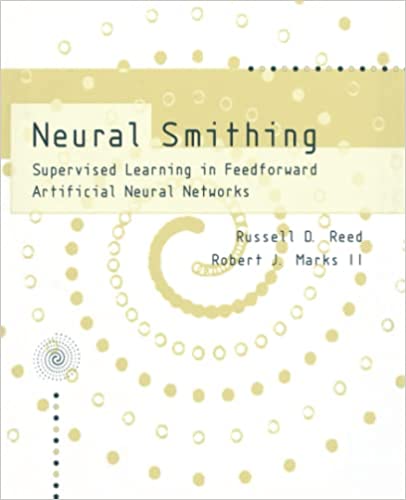 Neural Smithing
Supervised Learning in Feedforward
Artificial Neural Networks
Russell D. Reed
Robert J. Marks II